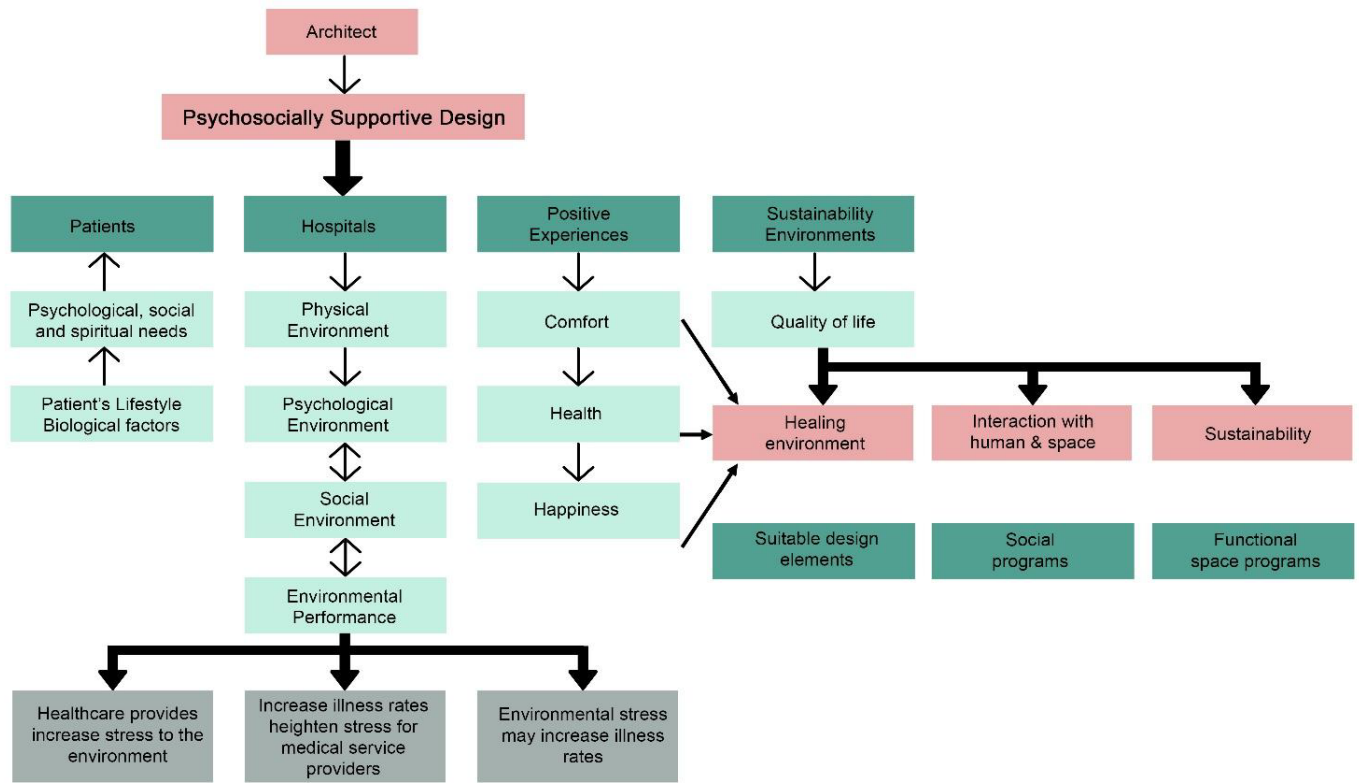 Architect
Psychosocially Supportive Design
Patients
Hospitals
Positive
Experiences
Sustainability
Environments
Psychological, social
and spiritual needs
Physical
Environment
Comfort
Quality of life
Patient's Lifestyle
Biological factors
Psychological
Environment
Health
Healing
environment
Interaction with
human & space
Sustainability
Social
Environment
Happiness
Suitable design
elements
Social
programs
Functional
space programs
Environmental
Performance
Healthcare provides
increase stress to the
environment
Increase illness rates
heighten stress for
medical service
providers
Environmental stress
may increase illness
rates